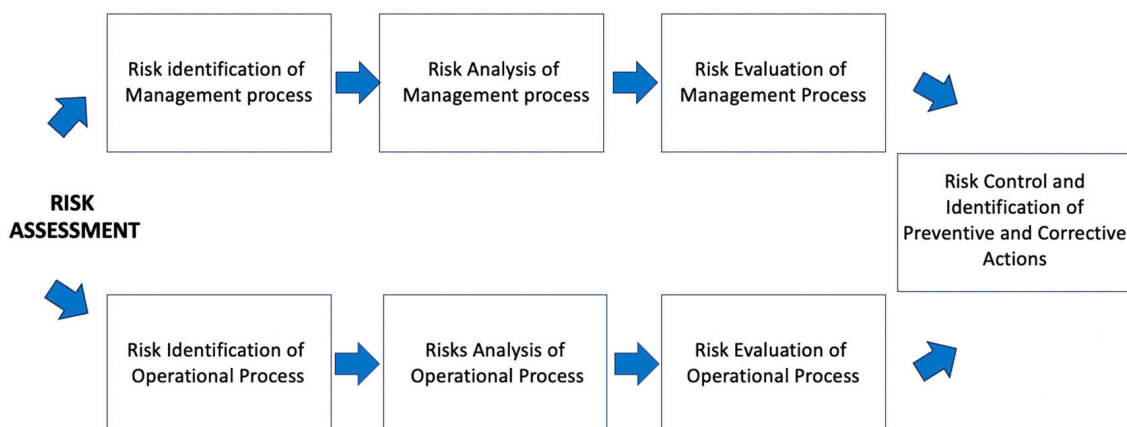 Risk identification of
Management process
Risk Analysis of
Management process
Risk Evaluation of
Management Process
RISK
ASSESSMENT
Risk Control and
Identification of
Preventive and Corrective
Actions
Risk Identification of
Operational Process
Risks Analysis of
Operational Process
Risk Evaluation of
Operational Process